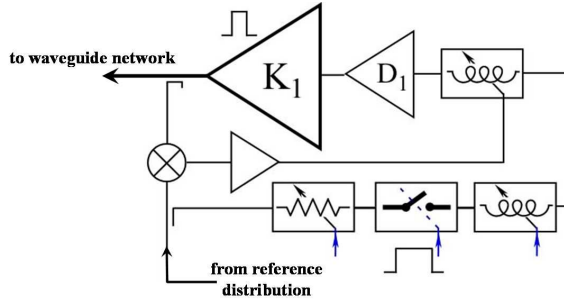 to waveguide network
K1
D1
from reference
distribution